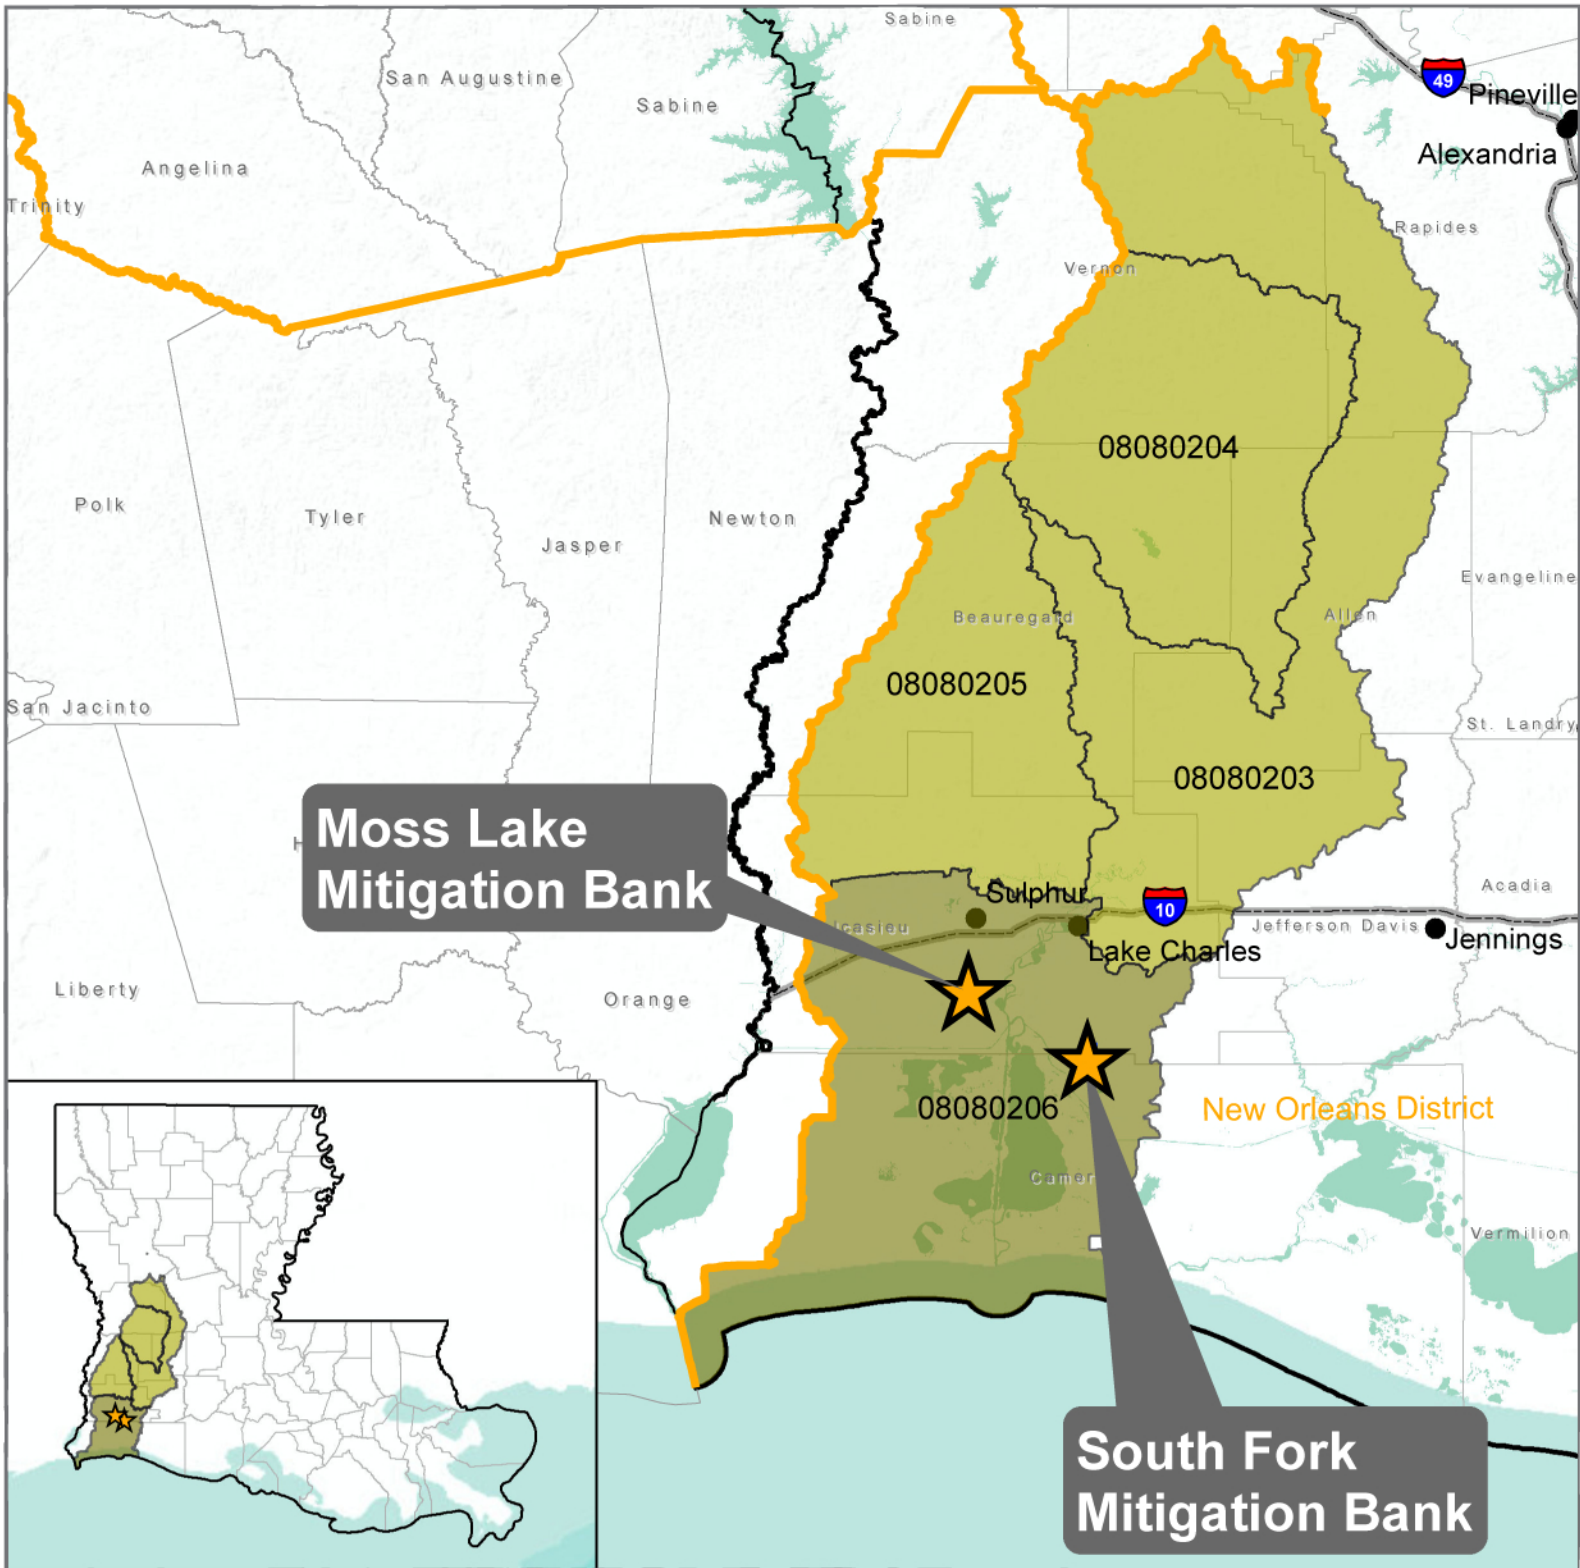 Sabine
San Augustine
Sabine
49
Pineville
Alexandria
Angelina
Trinity
Rapides
Vernon
08080204
Polk
Tyler
Newton
Jasper
Evangeline
Beauregard
Allen
08080205
San Jacinto
St. Landry
08080203
Moss Lake
Mitigation Bank
Sulphur
Acadia
10
Jefferson Davis
Jennings
Lake Charles
Liberty
Orange
08080206
New Orleans District
Vermilion
South Fork
Mitigation Bank